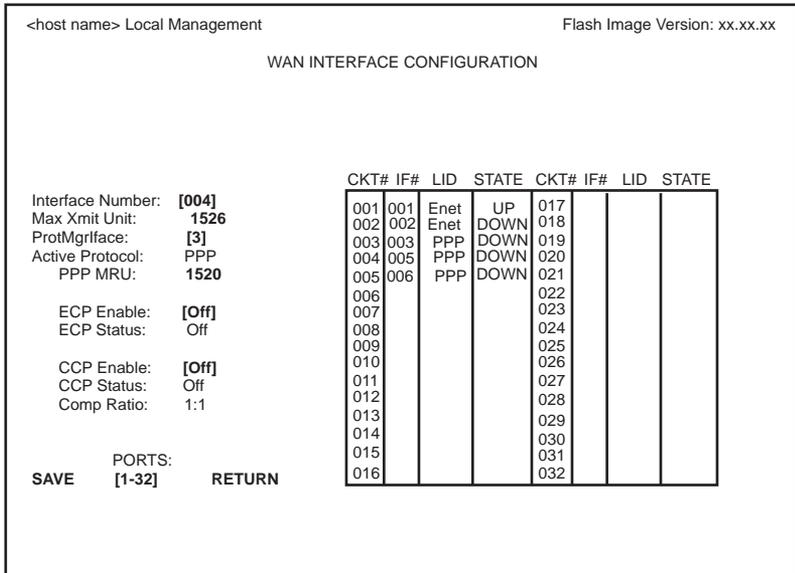 <host name> Local Management Flash Image Version: xx.xx.xx
WAN INTERFACE CONFIGURATION
Interface Number: [004]
Max Xmit Unit: 1526
ProtMgrIface: [3]
Active Protocol: PPP
PPP MRU: 1520
ECP Enable: [Off]
ECP Status: Off
CCP Enable: [Off]
CCP Status: Off
Comp Ratio: 1:1
PORTS:
SAVE [1-32] RETURN
CKT# IF# LID STATE CKT# IF# LID STATE
001 001 Enet UP 017
002 002 Enet DOWN 018
003 003 PPP DOWN 019
004 005 PPP DOWN 020
005 006 PPP DOWN 021
006 022
007 023
008 024
009 025
010 026
011 027
012 028
013 029
014 030
015 031
016 032